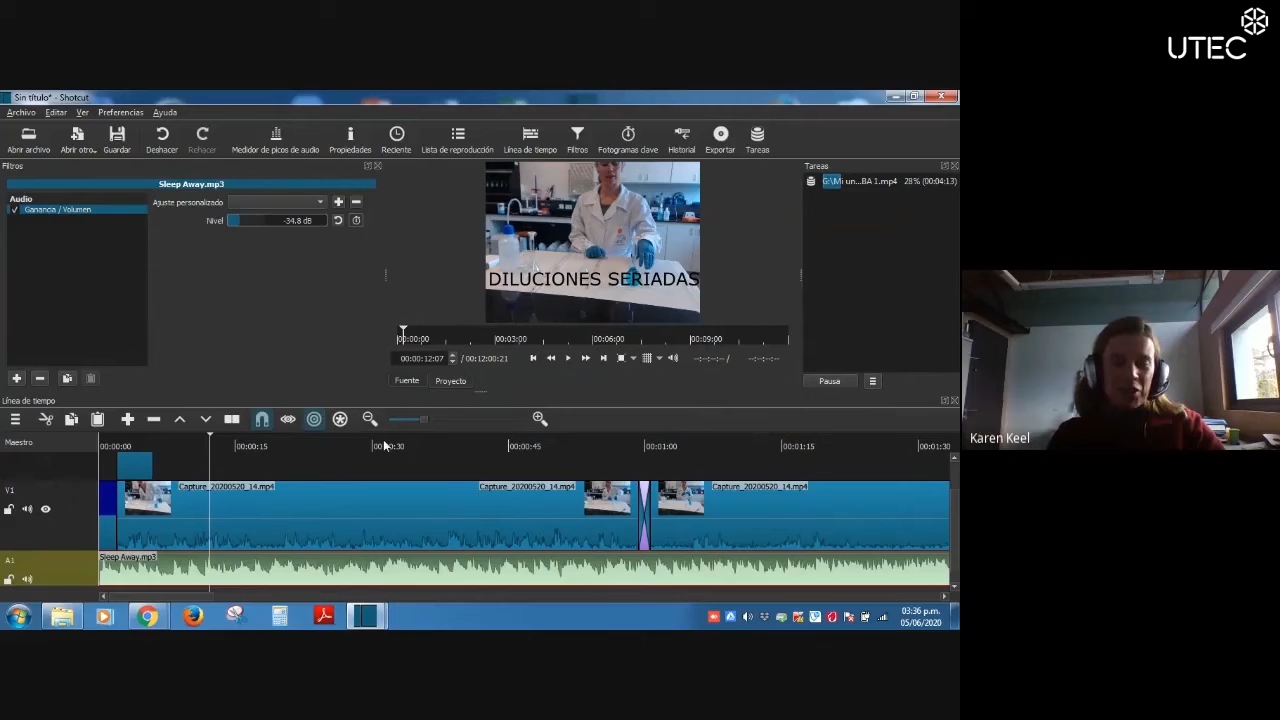 UTEC
Sin título* - Shotcut
Archivo Editar Ver Preferencias Ayuda
Abrir archivo Abrir otro.. Guardar Deshacer Rehacer Medidor de picos de audio Propiedades Reciente Lista de reproducción Línea de tiempo Filtros Fotogramas clave Historial Exportar Tareas
Filtros
Tareas
Sleep Away.mp3
G:\Mi un...BA 1.mp4 28% (00:04:13)
Audio
Ganancia / Volumen
Ajuste personalizado
Nivel -34.8 dB
DILUCIONES SERIADAS
00:00:00 00:03:00 00:06:00 00:09:00
00:00:12:07 / 00:12:00:21 --:--:--:-- / --:--:--:--
Fuente Proyecto
Pausa
Línea de tiempo
Maestro
00:00:00 00:00:15 00:00:30 00:00:45 00:01:00 00:01:15 00:01:30
V1
Capture_20200520_14.mp4 Capture_20200520_14.mp4 Capture_20200520_14.mp4
A1
Sleep Away.mp3
03:36 p.m.
05/06/2020
Karen Keel